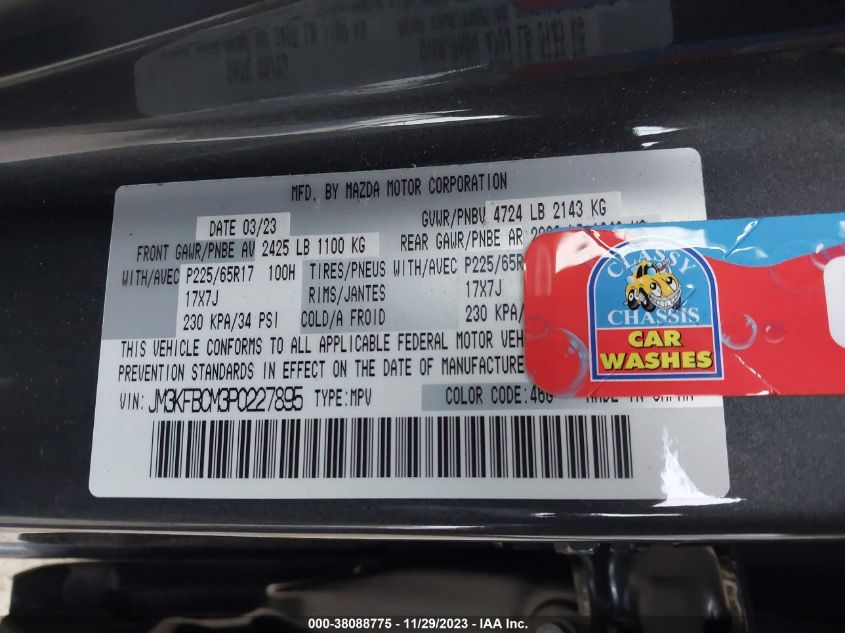 MFD. BY MAZDA MOTOR CORPORATION
DATE 03/23
GVWR/PNBV 4724 LB 2143 KG
FRONT GAWR/PNBE AV 2425 LB 1100 KG
REAR GAWR/PNBE AR
WITH/AVEC P225/65R17 100H TIRES/PNEUS WITH/AVEC P225/65R
17X7J RIMS/JANTES 17X7J
230 KPA/34 PSI COLD/A FROID 230 KPA/
THIS VEHICLE CONFORMS TO ALL APPLICABLE FEDERAL MOTOR VEH
PREVENTION STANDARDS IN EFFECT ON THE DATE OF MANUFACTURE
VIN: JM3KFBCM3P0227895 TYPE:MPV COLOR CODE:46G
CLASSY
CHASSIS
CAR
WASHES
000-38088775 - 11/29/2023 - IAA Inc.